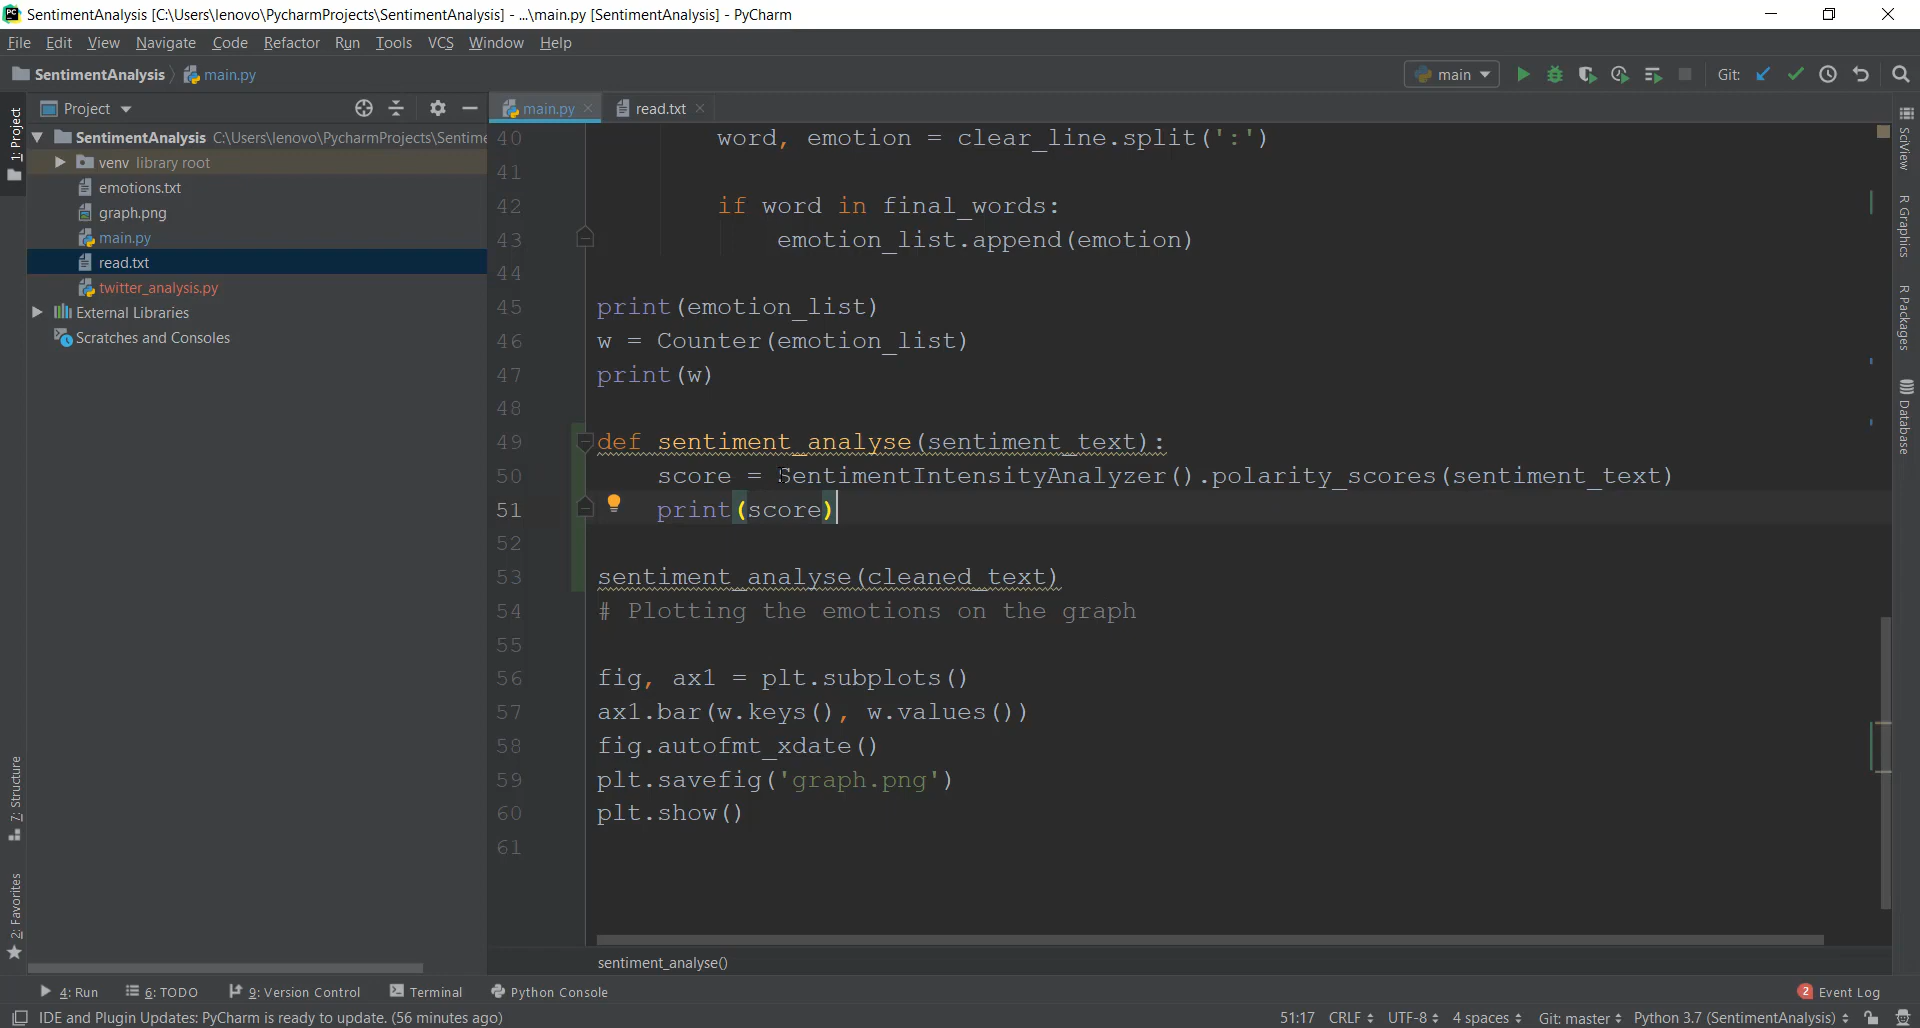 SentimentAnalysis [C:\Users\lenovo\PycharmProjects\SentimentAnalysis] - ...\main.py [SentimentAnalysis] - PyCharm
File Edit View Navigate Code Refactor Run Tools VCS Window Help
SentimentAnalysis main.py
main Git:
Project
SentimentAnalysis C:\Users\lenovo\PycharmProjects\Sentime
venv library root
emotions.txt
graph.png
main.py
read.txt
twitter_analysis.py
External Libraries
Scratches and Consoles
1: Project
7: Structure
2: Favorites
main.py read.txt
40 word, emotion = clear_line.split(':')
41
42 if word in final_words:
43 emotion_list.append(emotion)
44
45 print(emotion_list)
46 w = Counter(emotion_list)
47 print(w)
48
49 def sentiment_analyse(sentiment_text):
50 score = SentimentIntensityAnalyzer().polarity_scores(sentiment_text)
51 print(score)
52
53 sentiment_analyse(cleaned_text)
54 # Plotting the emotions on the graph
55
56 fig, ax1 = plt.subplots()
57 ax1.bar(w.keys(), w.values())
58 fig.autofmt_xdate()
59 plt.savefig('graph.png')
60 plt.show()
61
sentiment_analyse()
SciView
R Graphics
R Packages
Database
4: Run 6: TODO 9: Version Control Terminal Python Console 2 Event Log
IDE and Plugin Updates: PyCharm is ready to update. (56 minutes ago) 51:17 CRLF UTF-8 4 spaces Git: master Python 3.7 (SentimentAnalysis)